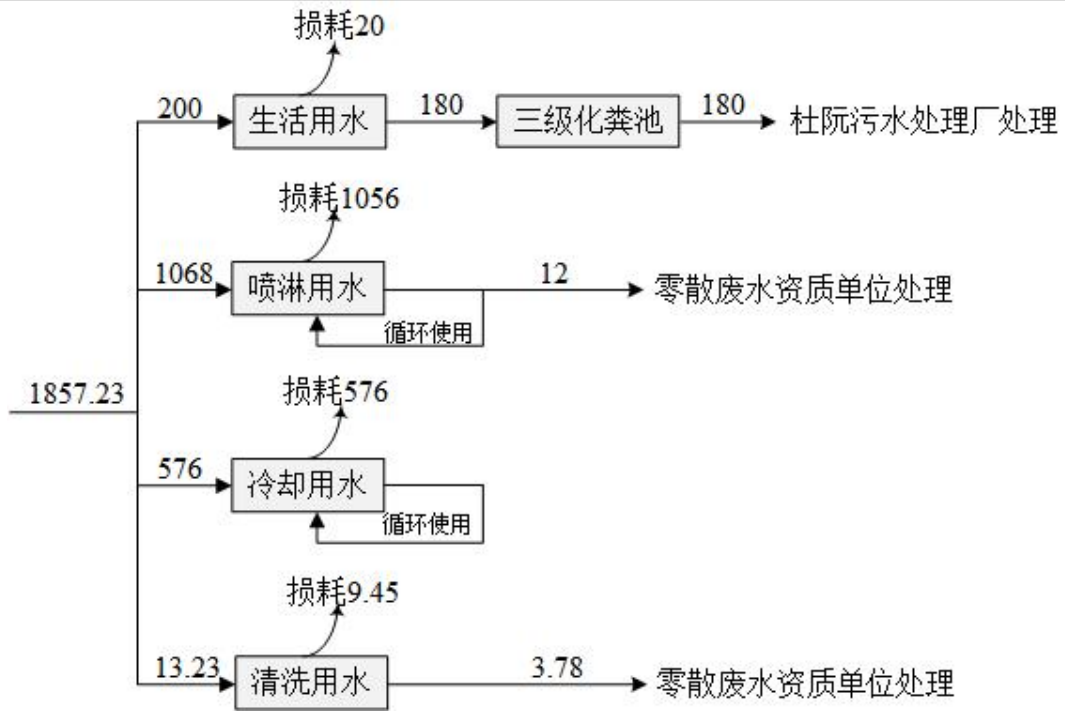 损耗20
200
生活用水
180
三级化粪池
180
杜阮污水处理厂处理
损耗1056
1068
喷淋用水
12
零散废水资质单位处理
循环使用
1857.23
损耗576
576
冷却用水
循环使用
损耗9.45
13.23
清洗用水
3.78
零散废水资质单位处理